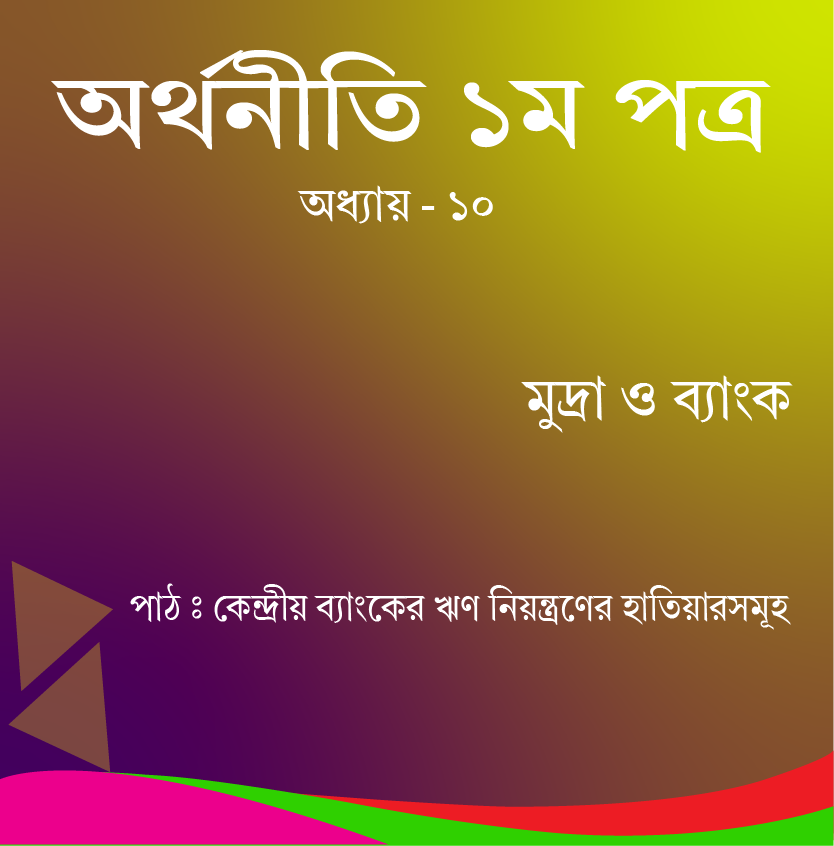 অর্থনীতি ১ম পত্র
অধ্যায় - ১০
মুদ্রা ও ব্যাংক
পাঠ ঃ কেন্দ্রীয় ব্যাংকের ঋণ নিয়ন্ত্রণের হাতিয়ারসমূহ